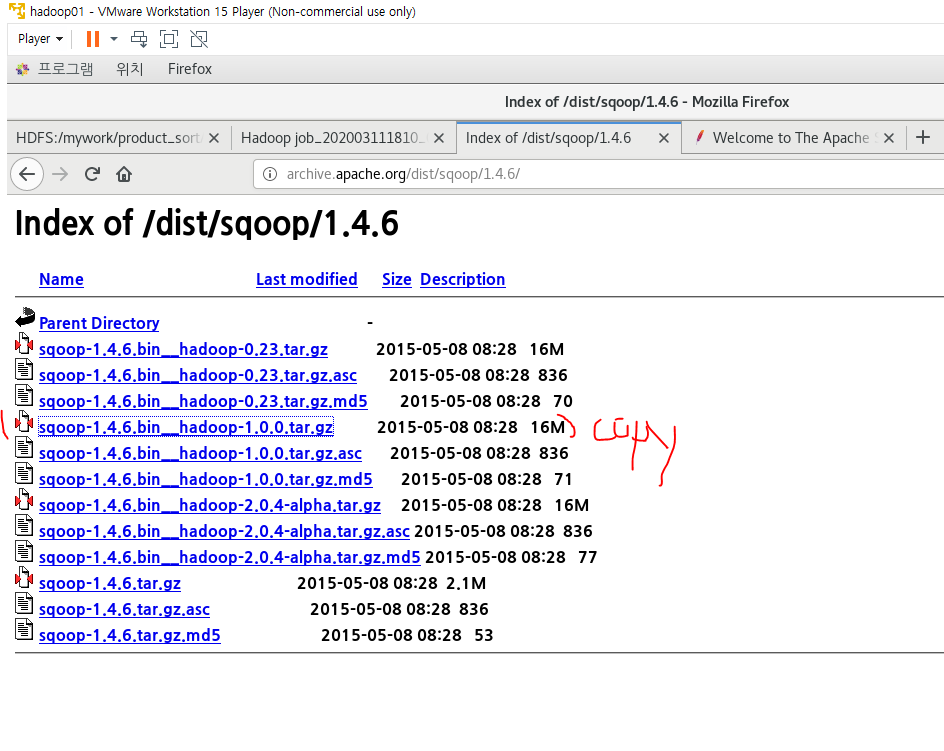 hadoop01 - VMware Workstation 15 Player (Non-commercial use only)
Player
프로그램 위치 Firefox
Index of /dist/sqoop/1.4.6 - Mozilla Firefox
HDFS:/mywork/product_sort Hadoop job_202003111810_ Index of /dist/sqoop/1.4.6 Welcome to The Apache
archive.apache.org/dist/sqoop/1.4.6/
Index of /dist/sqoop/1.4.6
Name Last modified Size Description
Parent Directory -
sqoop-1.4.6.bin__hadoop-0.23.tar.gz 2015-05-08 08:28 16M
sqoop-1.4.6.bin__hadoop-0.23.tar.gz.asc 2015-05-08 08:28 836
sqoop-1.4.6.bin__hadoop-0.23.tar.gz.md5 2015-05-08 08:28 70
sqoop-1.4.6.bin__hadoop-1.0.0.tar.gz 2015-05-08 08:28 16M copy
sqoop-1.4.6.bin__hadoop-1.0.0.tar.gz.asc 2015-05-08 08:28 836
sqoop-1.4.6.bin__hadoop-1.0.0.tar.gz.md5 2015-05-08 08:28 71
sqoop-1.4.6.bin__hadoop-2.0.4-alpha.tar.gz 2015-05-08 08:28 16M
sqoop-1.4.6.bin__hadoop-2.0.4-alpha.tar.gz.asc 2015-05-08 08:28 836
sqoop-1.4.6.bin__hadoop-2.0.4-alpha.tar.gz.md5 2015-05-08 08:28 77
sqoop-1.4.6.tar.gz 2015-05-08 08:28 2.1M
sqoop-1.4.6.tar.gz.asc 2015-05-08 08:28 836
sqoop-1.4.6.tar.gz.md5 2015-05-08 08:28 53